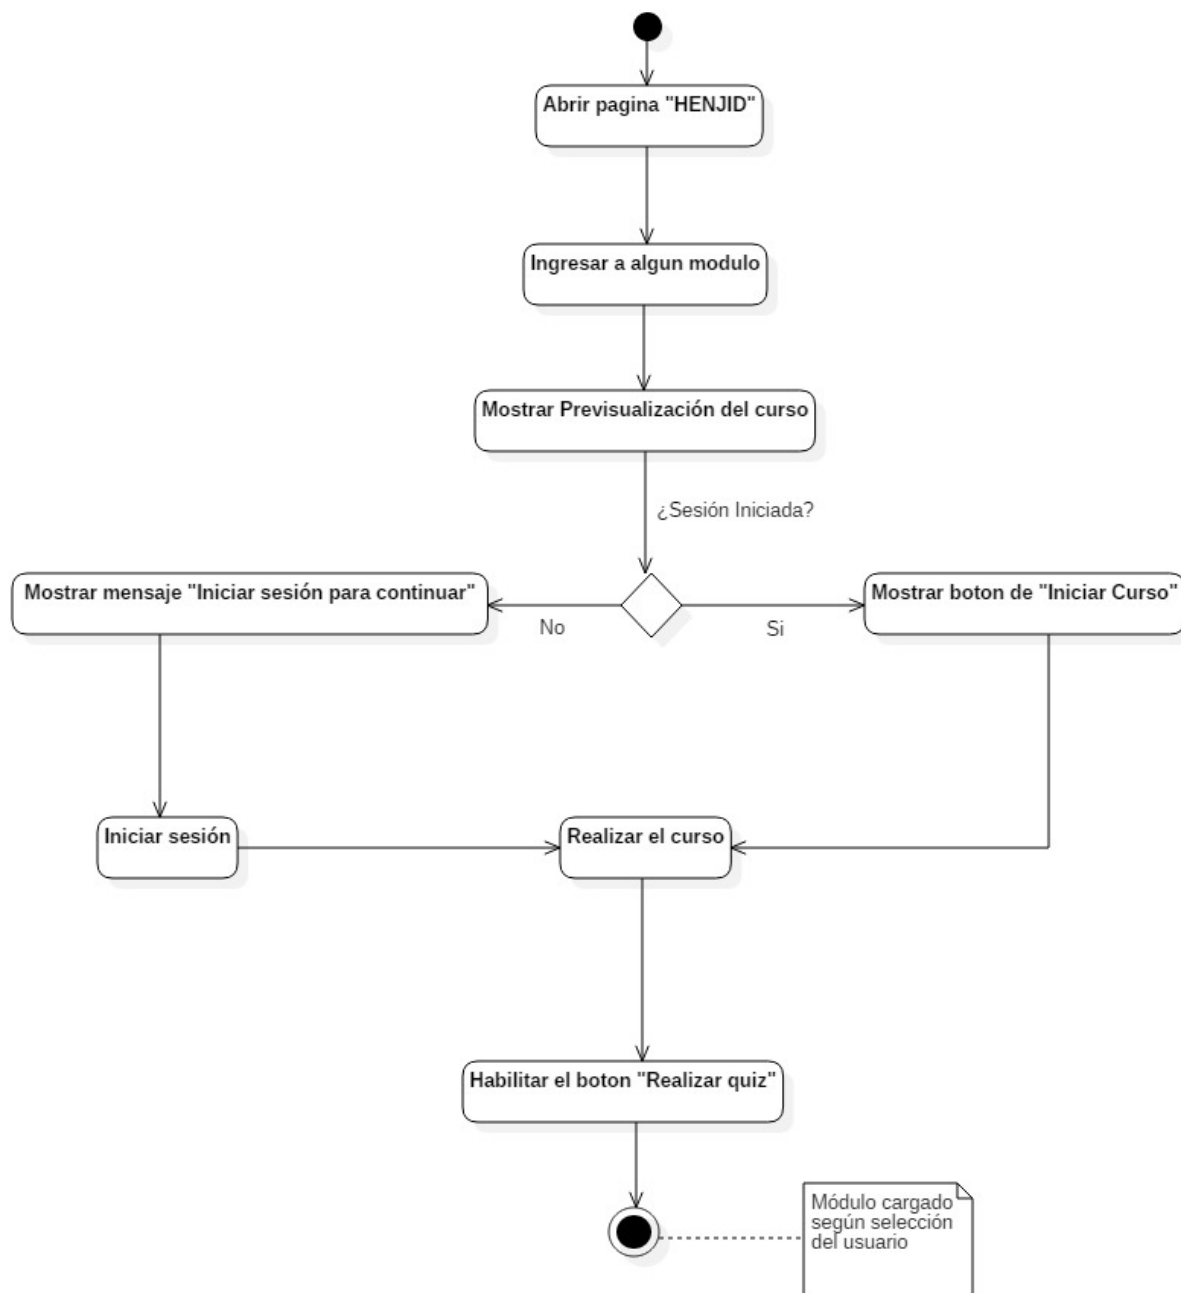 Abrir pagina "HENJID"
Ingresar a algun modulo
Mostrar Previsualización del curso
¿Sesión Iniciada?
Mostrar mensaje "Iniciar sesión para continuar"
No
Si
Mostrar boton de "Iniciar Curso"
Iniciar sesión
Realizar el curso
Habilitar el boton "Realizar quiz"
Módulo cargado
según selección
del usuario